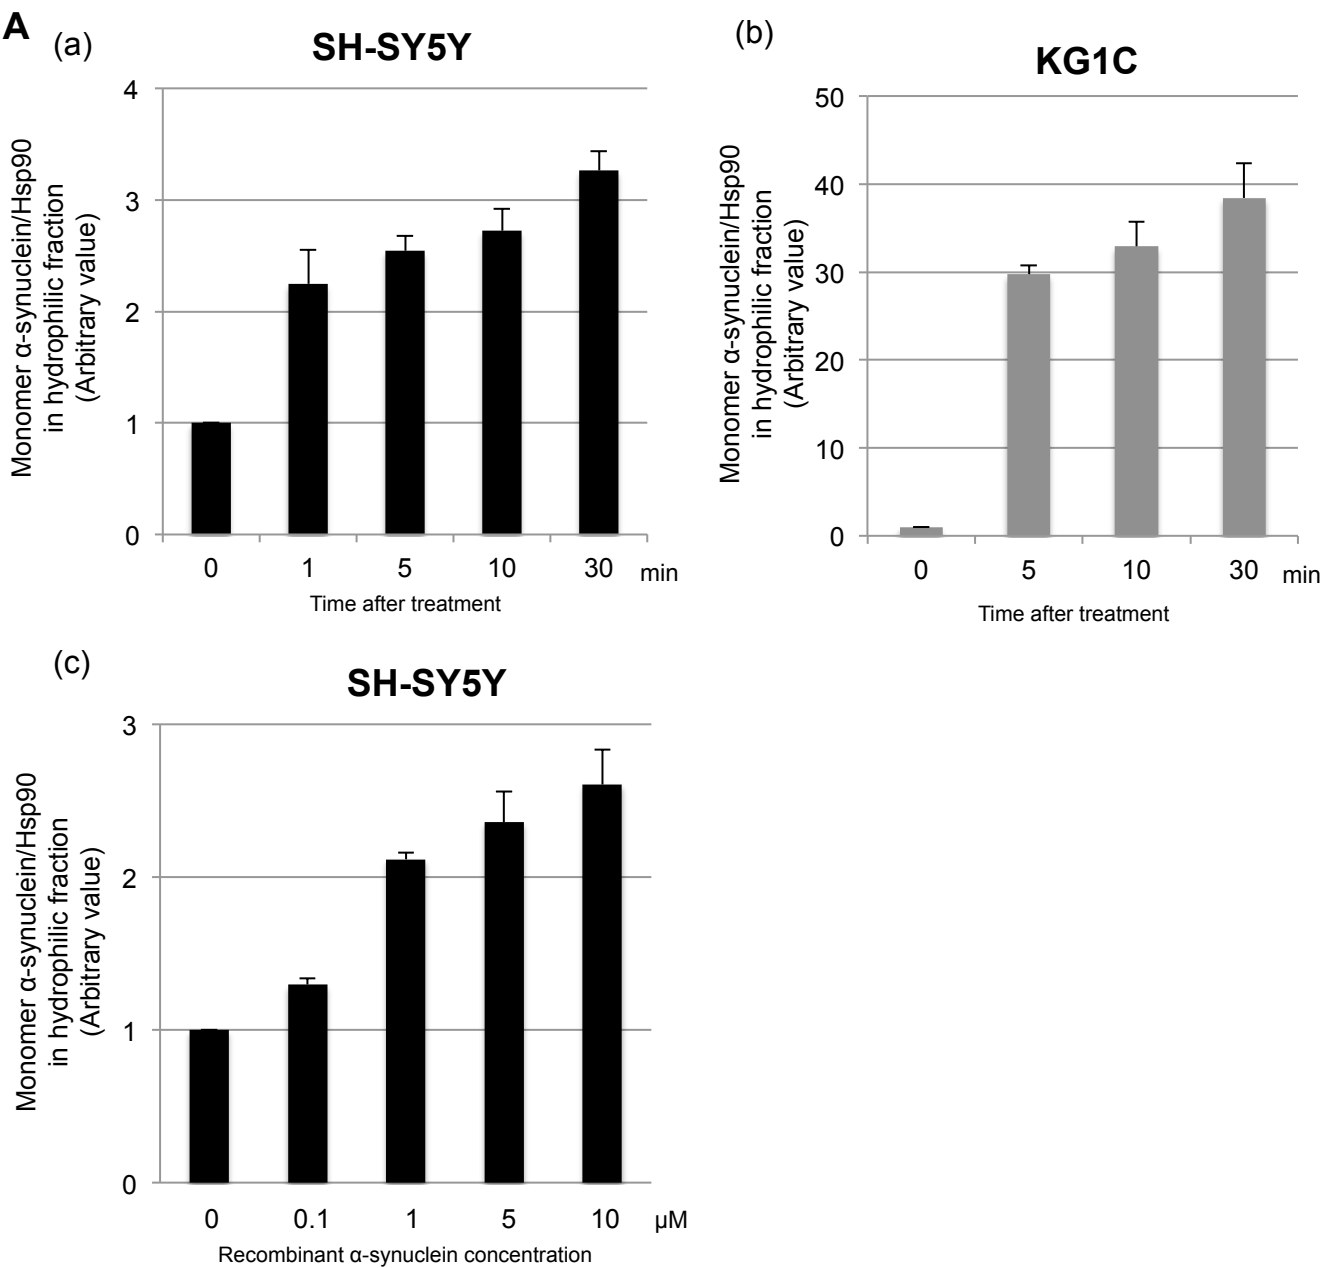 A
(a)
SH-SY5Y
Monomer α-synuclein/Hsp90
in hydrophilic fraction
(Arbitrary value)
4
3
2
1
0
0 1 5 10 30 min
Time after treatment
(b)
KG1C
Monomer α-synuclein/Hsp90
in hydrophilic fraction
(Arbitrary value)
50
40
30
20
10
0
0 5 10 30 min
Time after treatment
(c)
SH-SY5Y
Monomer α-synuclein/Hsp90
in hydrophilic fraction
(Arbitrary value)
3
2
1
0
0 0.1 1 5 10 μM
Recombinant α-synuclein concentration